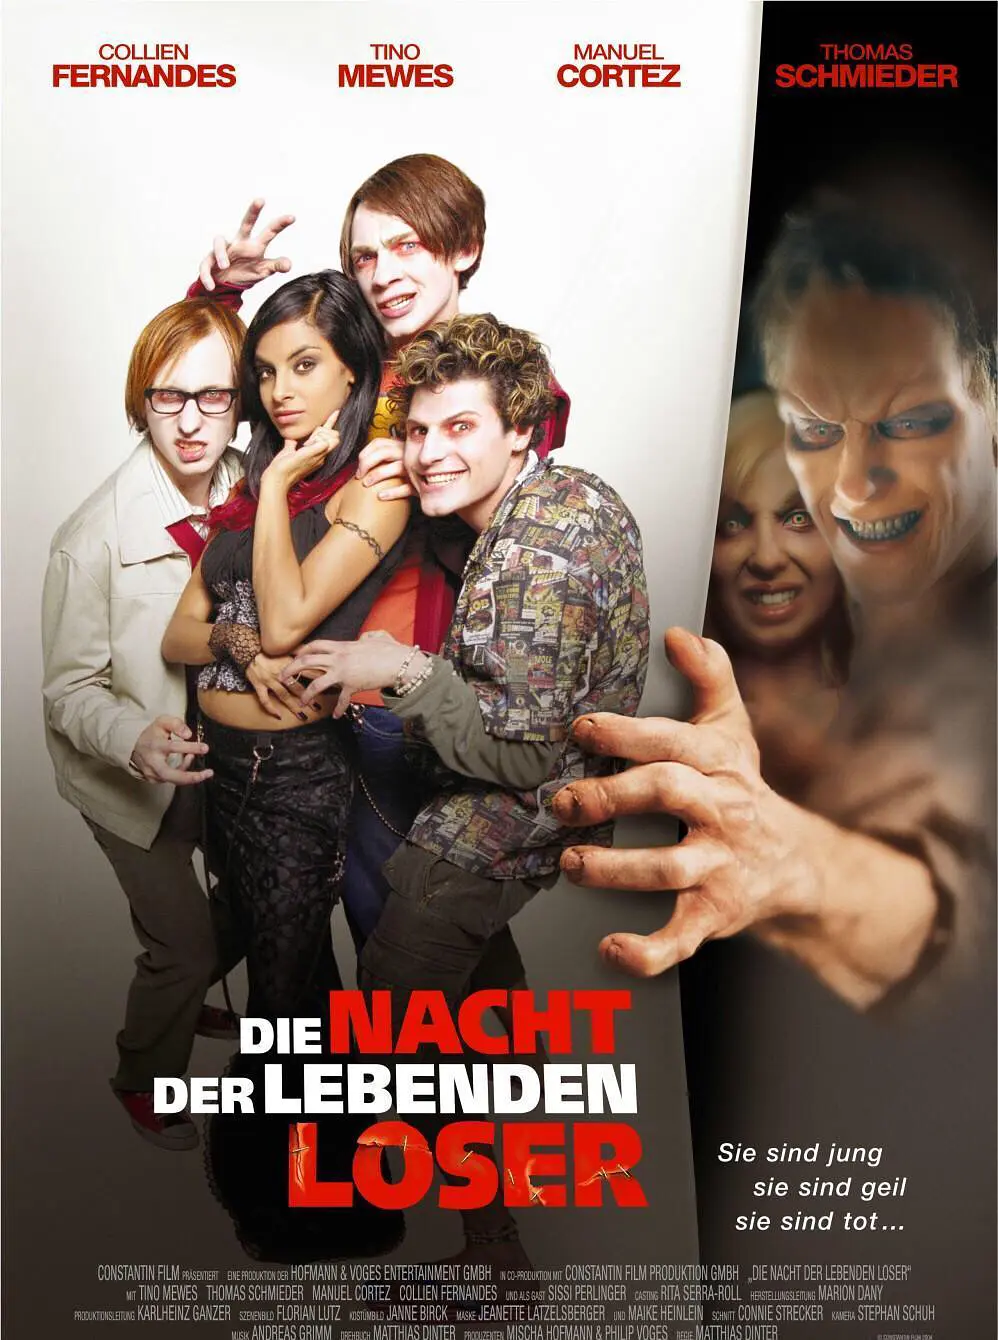 COLLIEN FERNANDES
TINO MEWES
MANUEL CORTEZ
THOMAS SCHMIEDER
DIE NACHT
DER LEBENDEN
LOSER
Sie sind jung
sie sind geil
sie sind tot...
CONSTANTIN FILM PRÄSENTIERT EINE PRODUKTION DER HOFMANN & VOGES ENTERTAINMENT GMBH IN CO-PRODUKTION MIT CONSTANTIN FILM PRODUKTION GMBH „DIE NACHT DER LEBENDEN LOSER“
MIT TINO MEWES THOMAS SCHMIEDER MANUEL CORTEZ COLLIEN FERNANDES UND ALS GAST SISSI PERLINGER CASTING RITA SERRA-ROLL HERSTELLUNGSLEITUNG MARION DANY
PRODUKTIONSLEITUNG KARLHEINZ GANZER SZENENBILD FLORIAN LUTZ KOSTÜMBILD JANNE BIRCK MASKE JEANETTE LATZELSBERGER UND MAIKE HEINLEIN SCHNITT CONNIE STRECKER KAMERA STEPHAN SCHUH
MUSIK ANDREAS GRIMM DREHBUCH MATTHIAS DINTER PRODUZENTEN MISCHA HOFMANN & PHILIP VOGES REGIE MATTHIAS DINTER